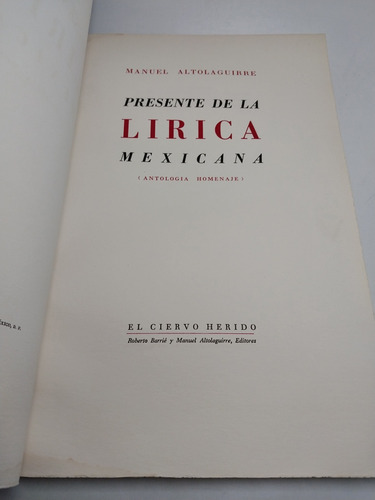 MANUEL ALTOLAGUIRRE
PRESENTE DE LA
LIRICA
MEXICANA
(ANTOLOGIA HOMENAJE)
EL CIERVO HERIDO
Roberto Barrié y Manuel Altolaguirre, Editores